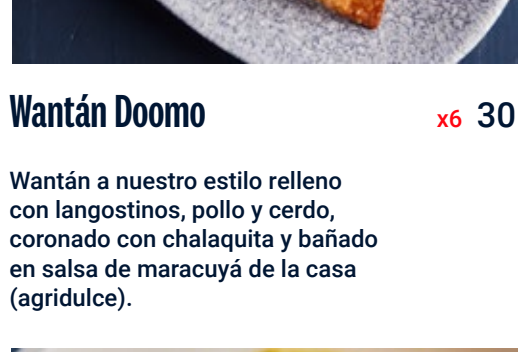 Wantán Doomo x6 30
Wantán a nuestro estilo relleno
con langostinos, pollo y cerdo,
coronado con chalaquita y bañado
en salsa de maracuyá de la casa
(agridulce).